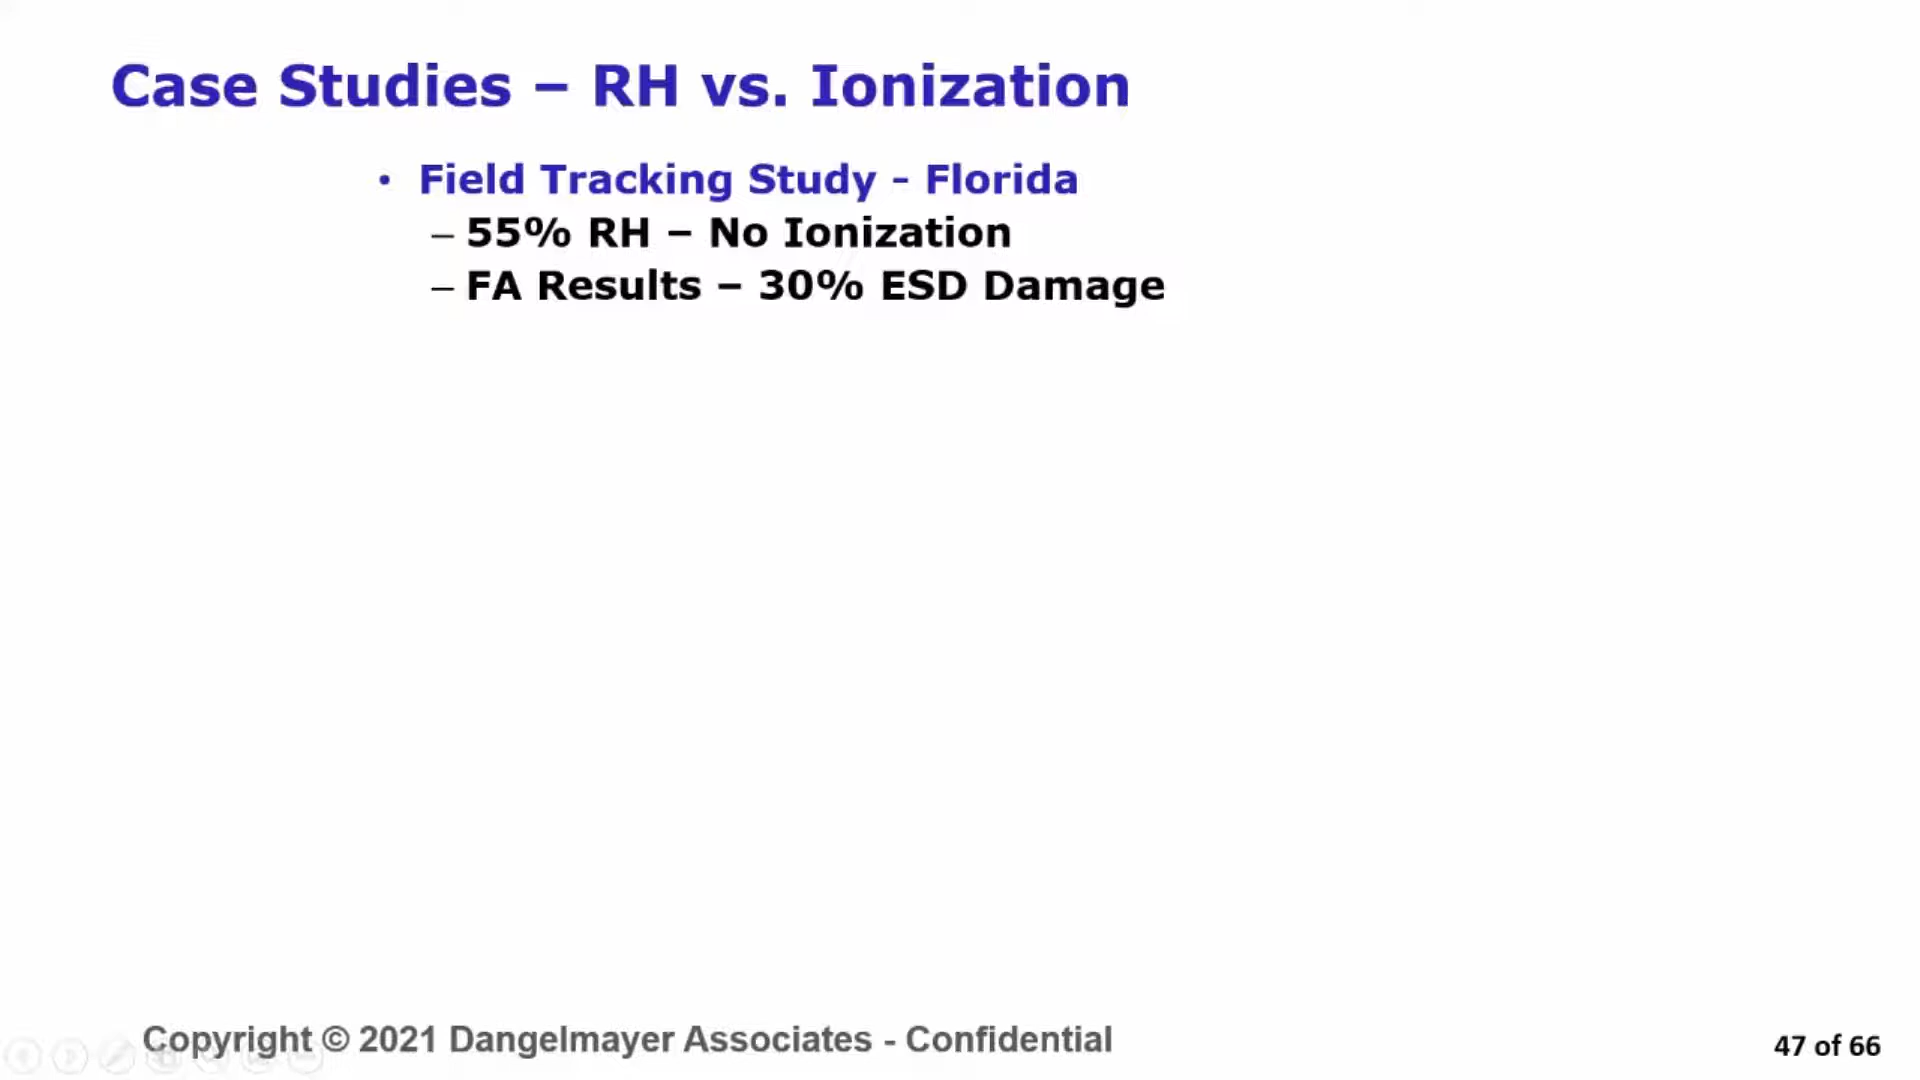 Case Studies – RH vs. Ionization
• Field Tracking Study - Florida
– 55% RH – No Ionization
– FA Results – 30% ESD Damage
Copyright © 2021 Dangelmayer Associates - Confidential
47 of 66